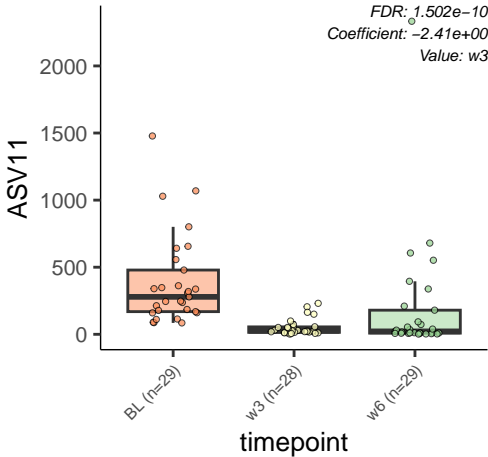 FDR: 1.502e−10
Coefficient: −2.41e+00
Value: w3
2000
1500
1000
500
0
ASV11
BL (n=29)
w3 (n=28)
w6 (n=29)
timepoint